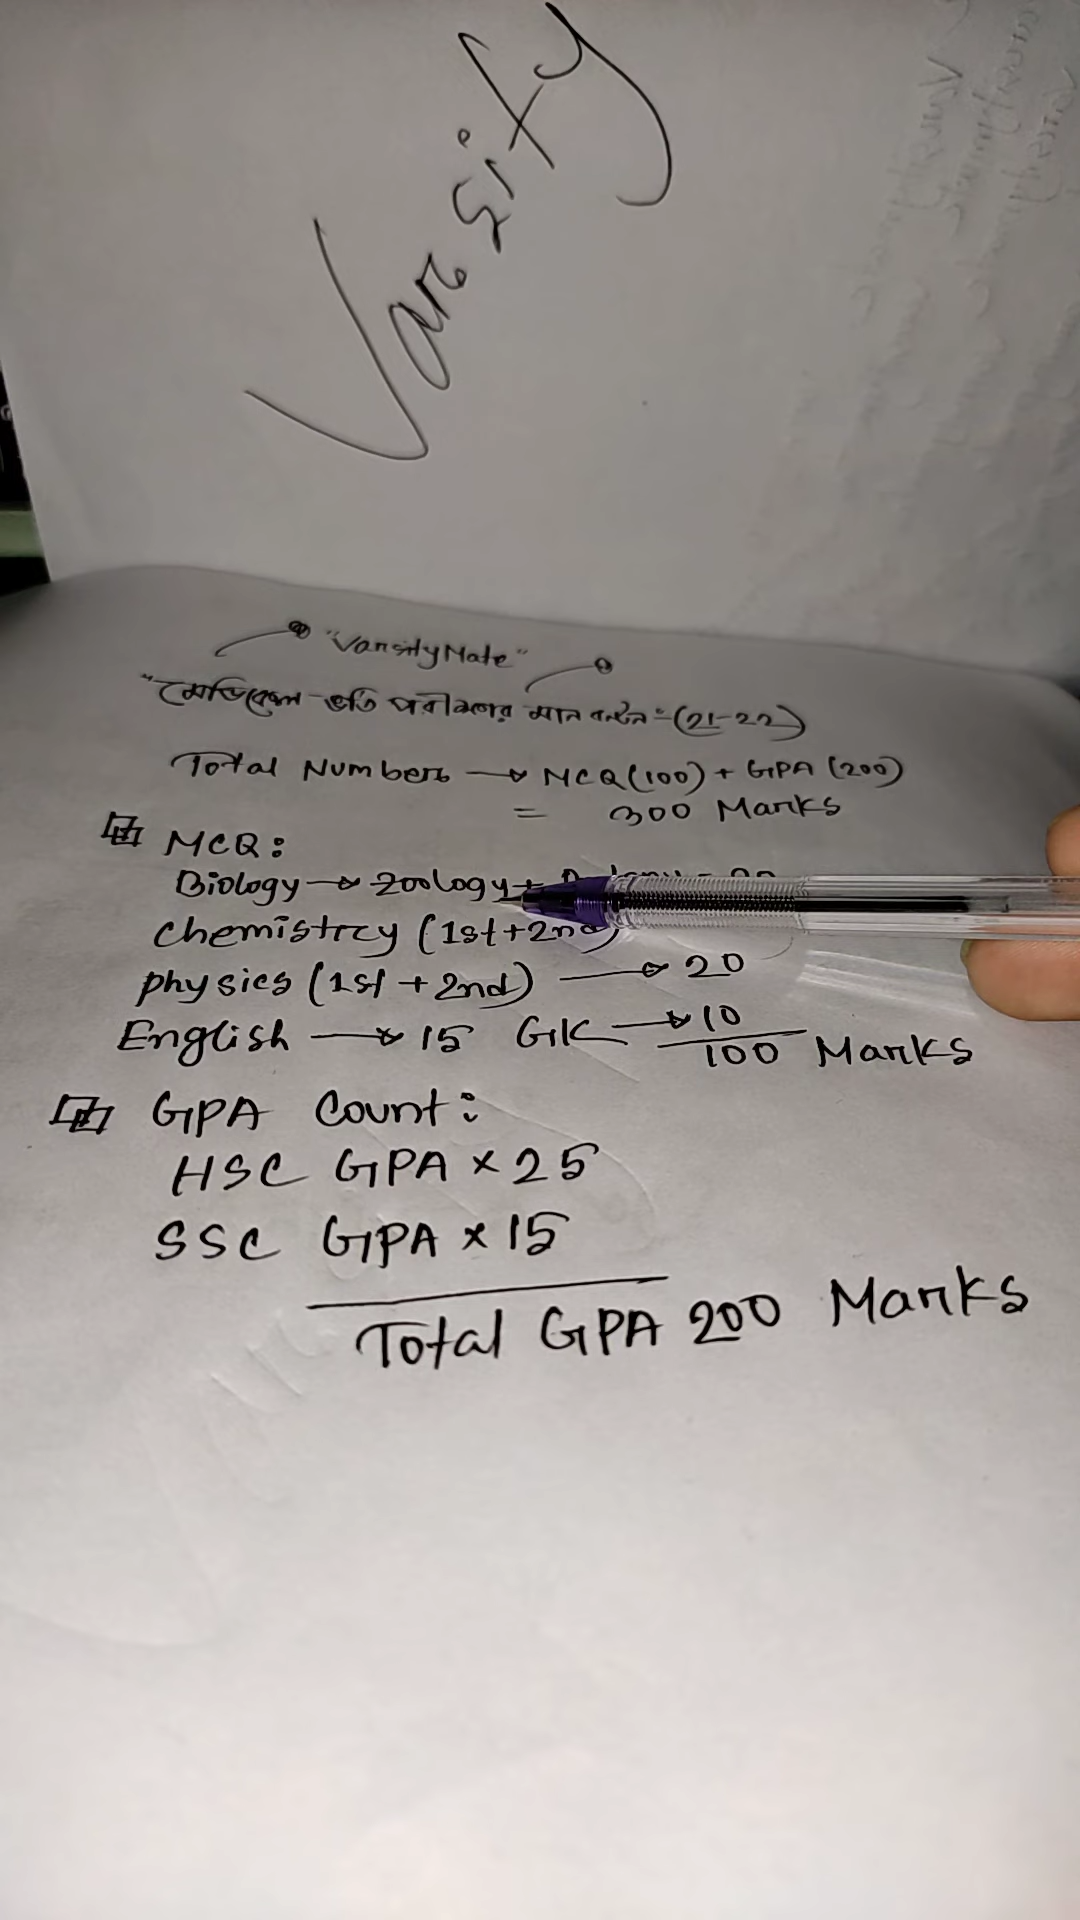 Varsity
"VarsityMate"
"মেডিকেল ভর্তি পরীক্ষার মান বন্টন:-(21-22)
Total Numbers → MCQ(100) + GPA (200)
= 300 Marks
MCQ:
Biology → Zoology +
Chemistry (1st+2nd)
physics (1st + 2nd) → 20
English → 15 GK → 10
100 Marks
GPA Count:
HSC GPA × 25
SSC GPA × 15
Total GPA 200 Marks